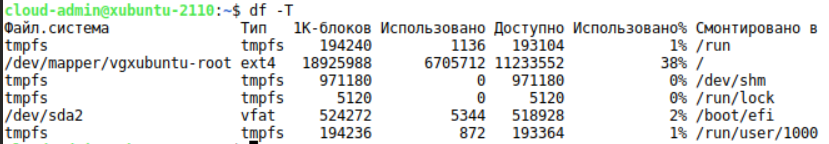 cloud-admin@xubuntu-2110:~$ df -T
Файл.система Тип 1K-блоков Использовано Доступно Использовано% Cмонтировано в
tmpfs tmpfs 194240 1136 193104 1% /run
/dev/mapper/vgxubuntu-root ext4 18925988 6705712 11233552 38% /
tmpfs tmpfs 971180 0 971180 0% /dev/shm
tmpfs tmpfs 5120 0 5120 0% /run/lock
/dev/sda2 vfat 524272 5344 518928 2% /boot/efi
tmpfs tmpfs 194236 872 193364 1% /run/user/1000